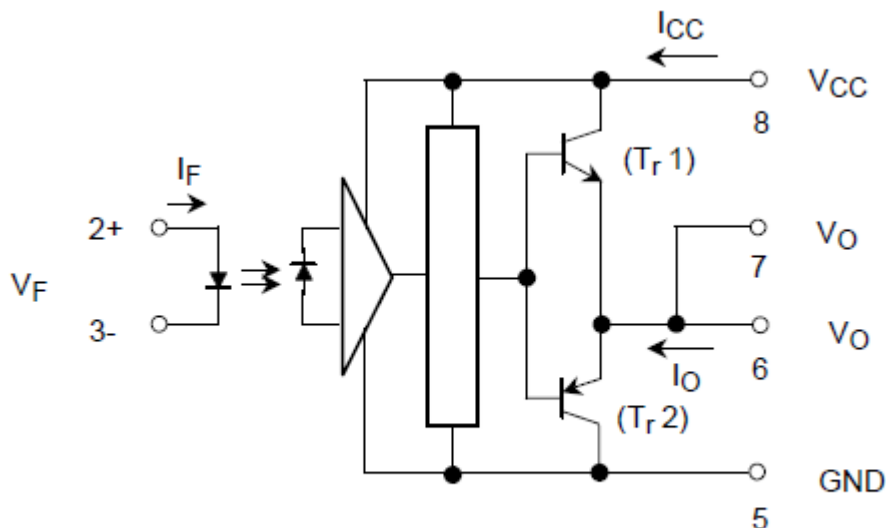 ICC
VCC
8
(Tr 1)
IF
2+
VO
7
VF
3-
VO
6
IO
(Tr 2)
GND
5